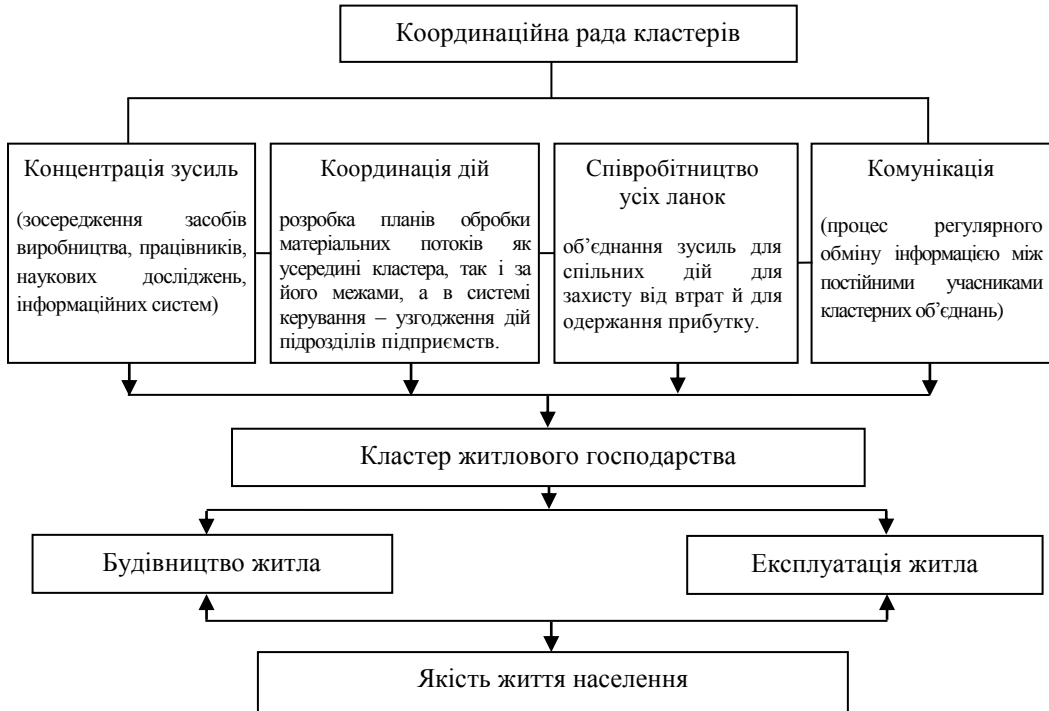 Координаційна рада кластерів
Концентрація зусиль
(зосередження засобів
виробництва, працівників,
наукових досліджень,
інформаційних систем)
Координація дій
розробка планів обробки
матеріальних потоків як
усередині кластера, так і за
його межами, а в системі
керування – узгодження дій
підрозділів підприємств.
Співробітництво
усіх ланок
об’єднання зусиль для
спільних дій для
захисту від втрат й для
одержання прибутку.
Комунікація
(процес регулярного
обміну інформацією між
постійними учасниками
кластерних об’єднань)
Кластер житлового господарства
Будівництво житла
Експлуатація житла
Якість життя населення